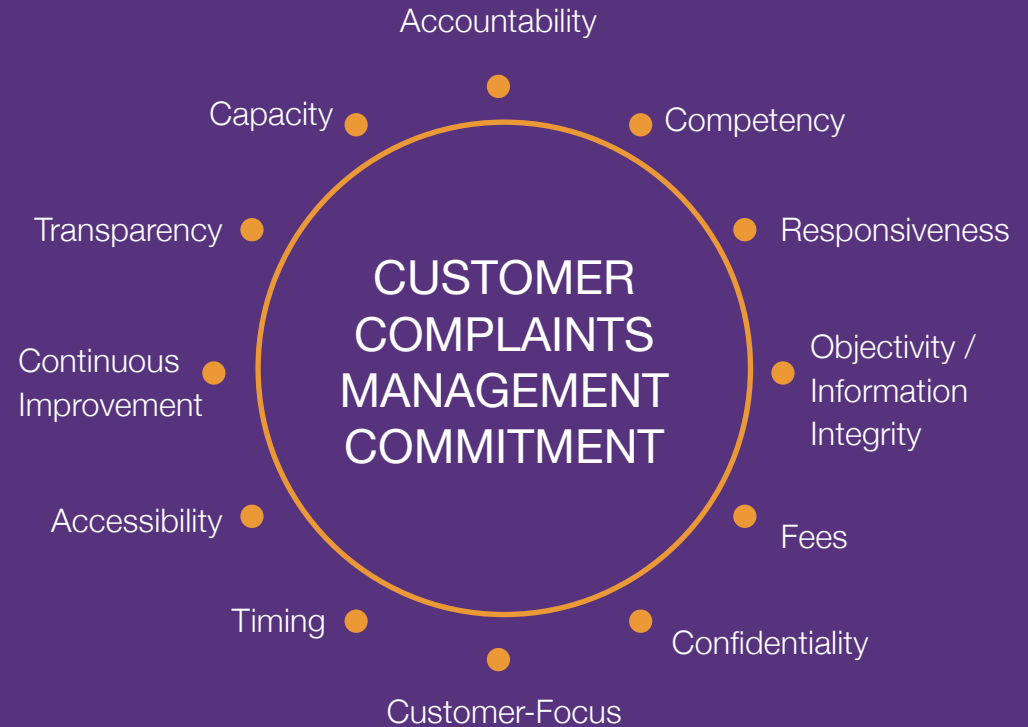 Accountability
Capacity
Competency
Transparency
Responsiveness
CUSTOMER
COMPLAINTS
MANAGEMENT
COMMITMENT
Continuous
Improvement
Objectivity /
Information
Integrity
Accessibility
Fees
Timing
Confidentiality
Customer-Focus